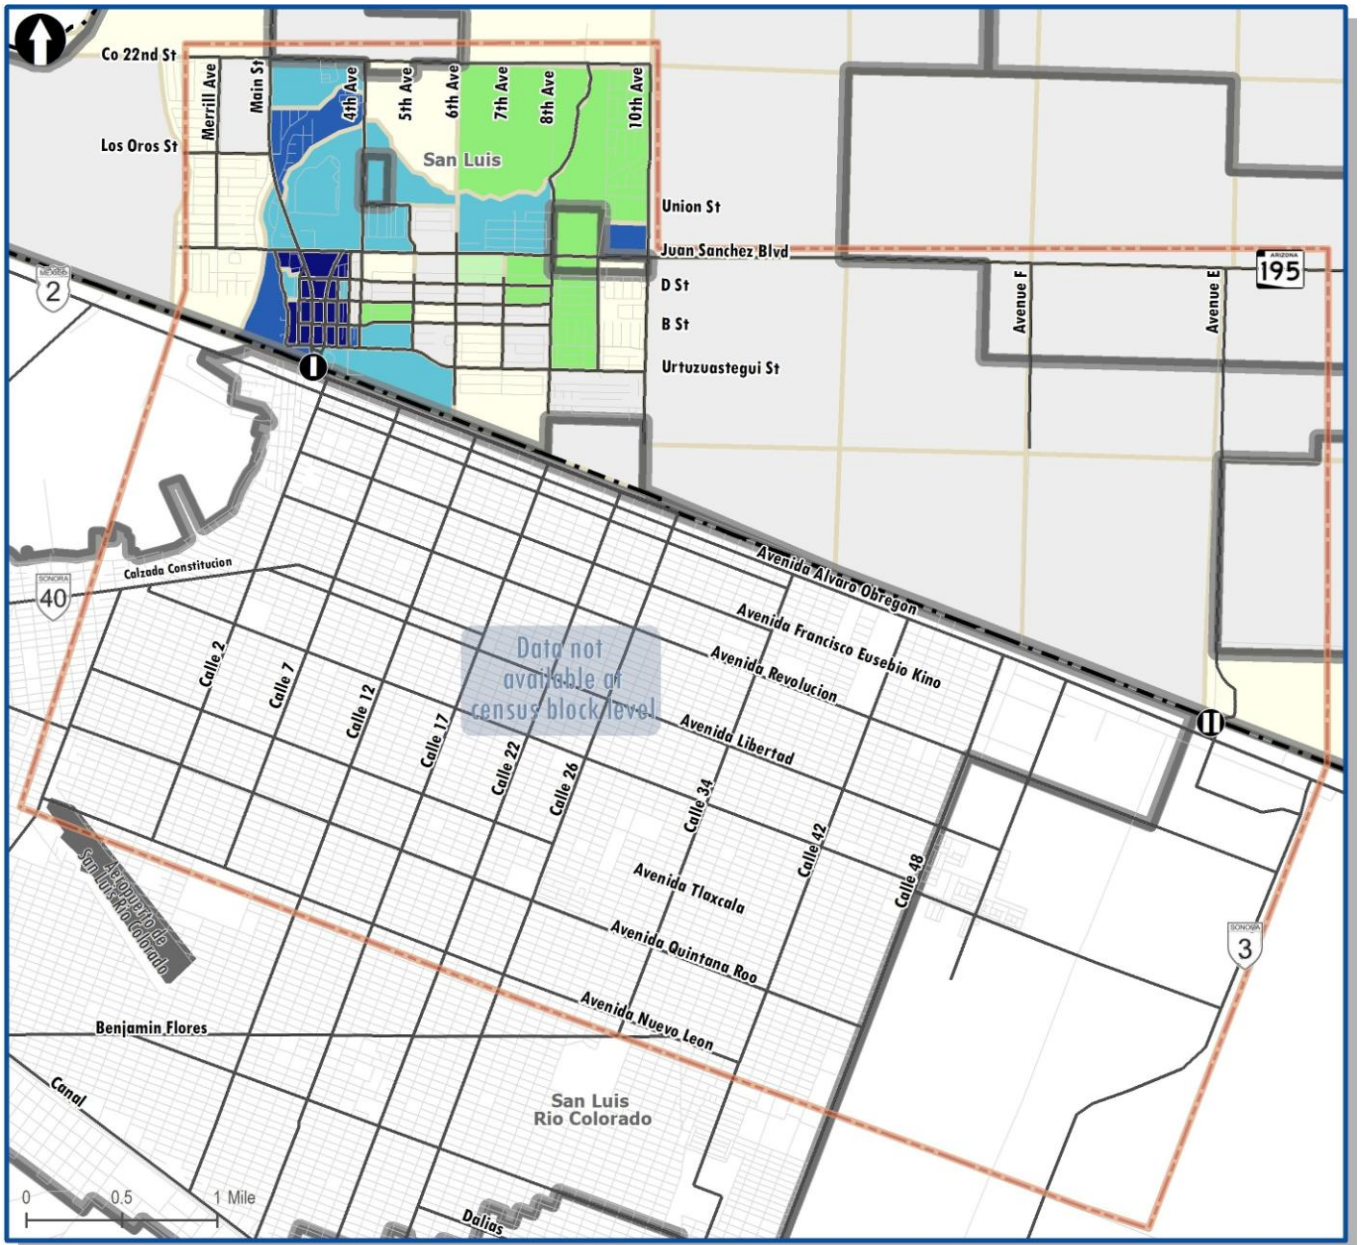 Co 22nd St
Merrill Ave
Main St
4th Ave
5th Ave
6th Ave
7th Ave
8th Ave
10th Ave
Los Oros St
San Luis
Union St
Juan Sanchez Blvd
ARIZONA
195
D St
Avenue F
Avenue E
B St
Urtuzuastegui St
MEXICO
2
I
Avenida Alvaro Obregon
Calzada Constitucion
SONORA
40
Avenida Francisco Eusebio Kino
Data not
available at
census block level
Avenida Revolucion
Calle 2
Calle 7
Calle 12
Calle 17
Calle 22
Calle 26
Avenida Libertad
II
Calle 34
Calle 42
Calle 48
Aeropuerto de
San Luis Rio Colorado
Avenida Tlaxcala
Avenida Quintana Roo
SONORA
3
Avenida Nuevo Leon
Benjamin Flores
Canal
San Luis
Rio Colorado
0 0.5 1 Mile
Dalias